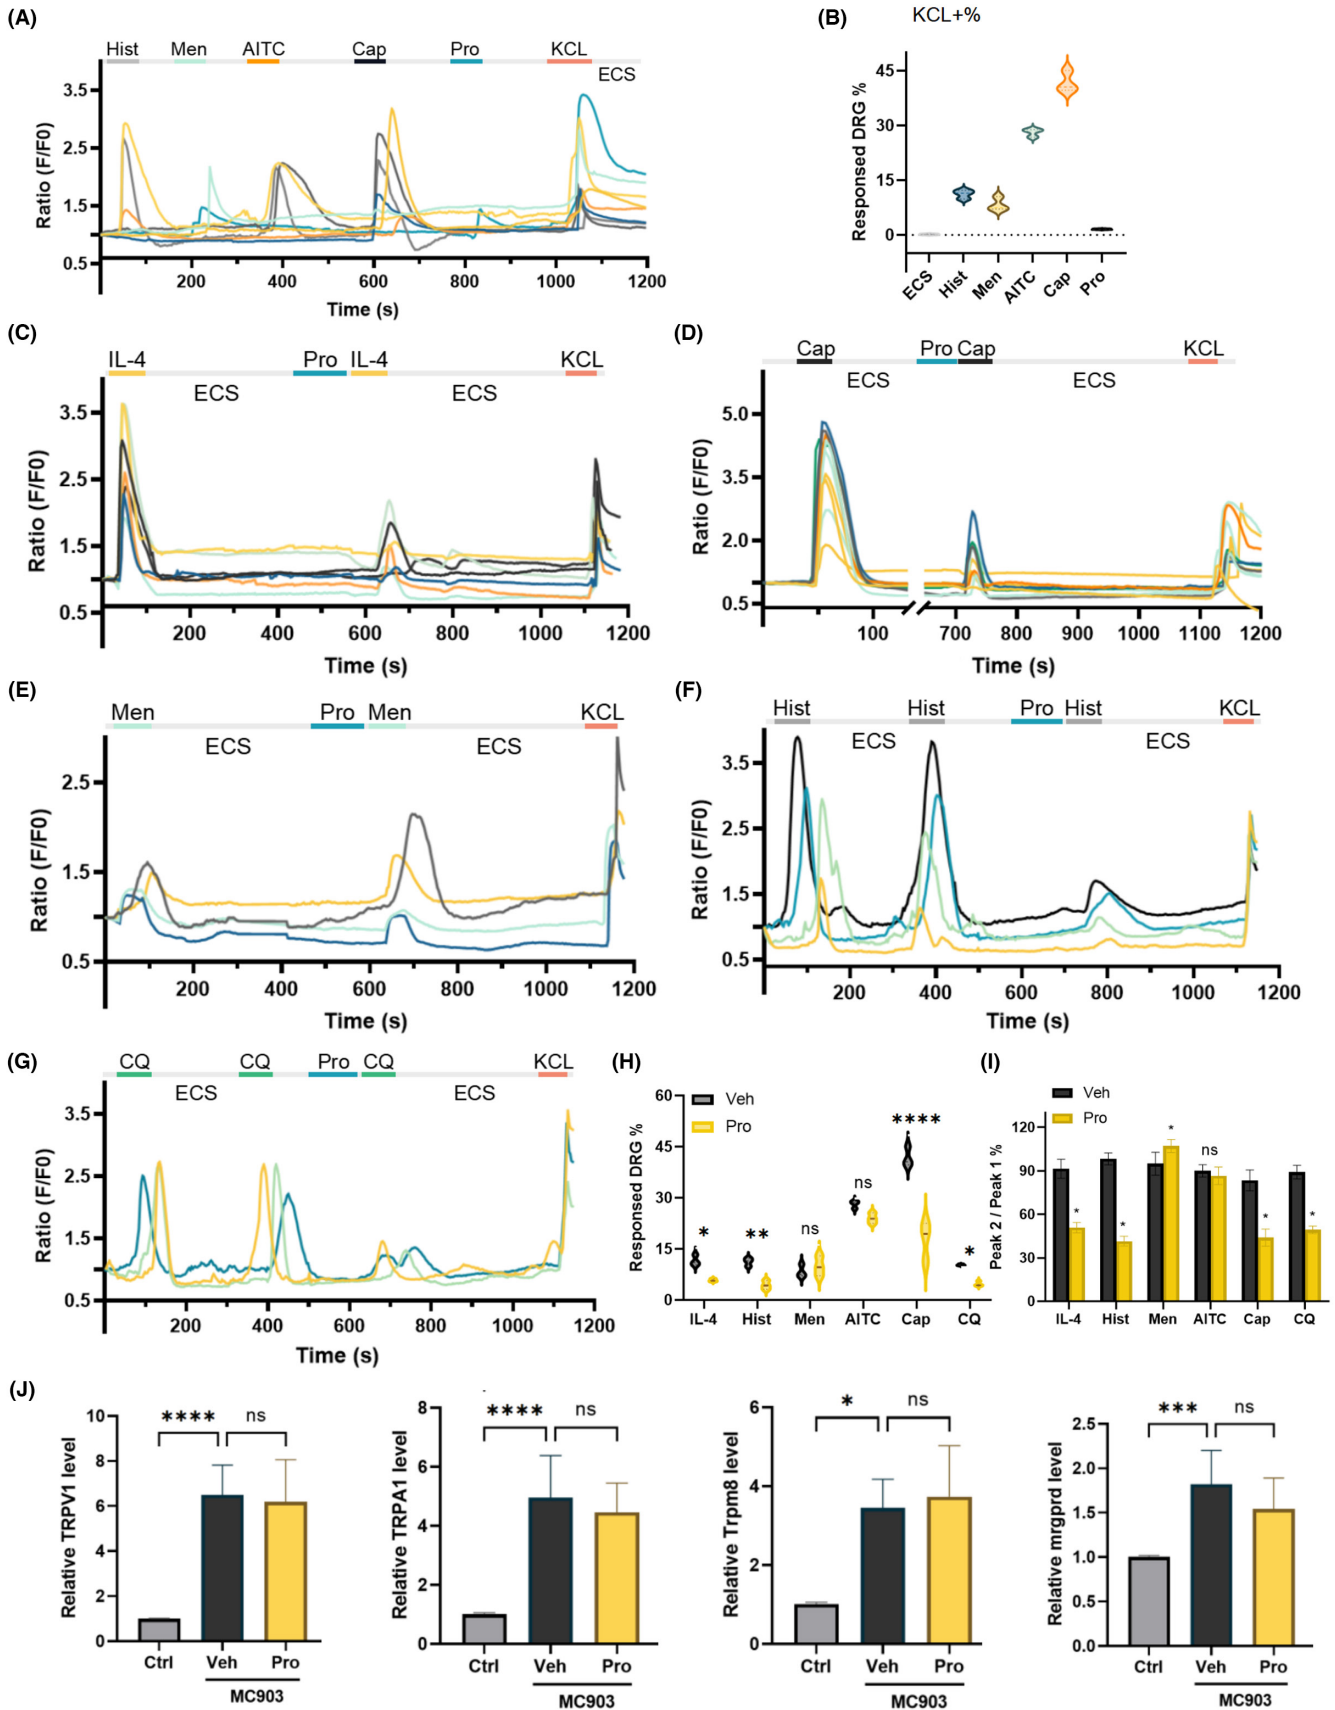 (A)
Hist Men AITC Cap Pro KCL
ECS
3.5
2.5
1.5
0.5
Ratio (F/F0)
200 400 600 800 1000 1200
Time (s)
(B)
KCL+%
45
30
15
0
Responsed DRG %
ECS Hist Men AITC Cap Pro
(C)
IL-4 Pro IL-4 KCL
ECS ECS
3.5
2.5
1.5
0.5
Ratio (F/F0)
200 400 600 800 1000 1200
Time (s)
(D)
Cap Pro Cap KCL
ECS ECS
5.0
3.5
2.0
0.5
Ratio (F/F0)
100 700 800 900 1000 1100 1200
Time (s)
(E)
Men Pro Men KCL
ECS ECS
2.5
1.5
0.5
Ratio (F/F0)
200 400 600 800 1000 1200
Time (s)
(F)
Hist Hist Pro Hist KCL
ECS ECS
3.5
2.5
1.5
0.5
Ratio (F/F0)
200 400 600 800 1000 1200
Time (s)
(G)
CQ CQ Pro CQ KCL
ECS ECS
3.5
2.5
1.5
0.5
Ratio (F/F0)
200 400 600 800 1000 1200
Time (s)
(H)
Veh
Pro
60
45
30
15
0
Responsed DRG %
* ** ns ns **** *
IL-4 Hist Men AITC Cap CQ
(I)
Veh
Pro
120
90
60
30
0
Peak 2 / Peak 1 %
* * * ns * *
IL-4 Hist Men AITC Cap CQ
(J)
**** ns
10
8
6
4
2
0
Relative TRPV1 level
Ctrl Veh Pro
MC903
**** ns
8
6
4
2
0
Relative TRPA1 level
Ctrl Veh Pro
MC903
* ns
6
4
2
0
Relative Trpm8 level
Ctrl Veh Pro
MC903
*** ns
2.5
2.0
1.5
1.0
0.5
0.0
Relative mrgprd level
Ctrl Veh Pro
MC903